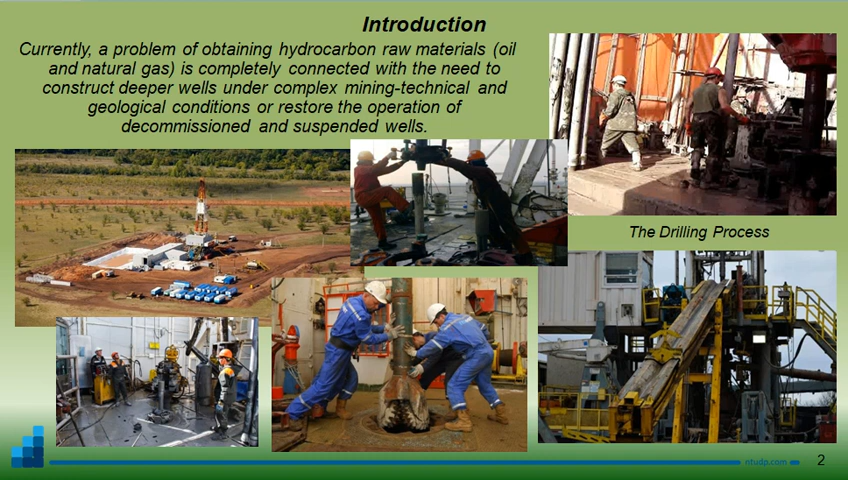 Introduction
Currently, a problem of obtaining hydrocarbon raw materials (oil
and natural gas) is completely connected with the need to
construct deeper wells under complex mining-technical and
geological conditions or restore the operation of
decommissioned and suspended wells.
The Drilling Process
ntudp.com
2